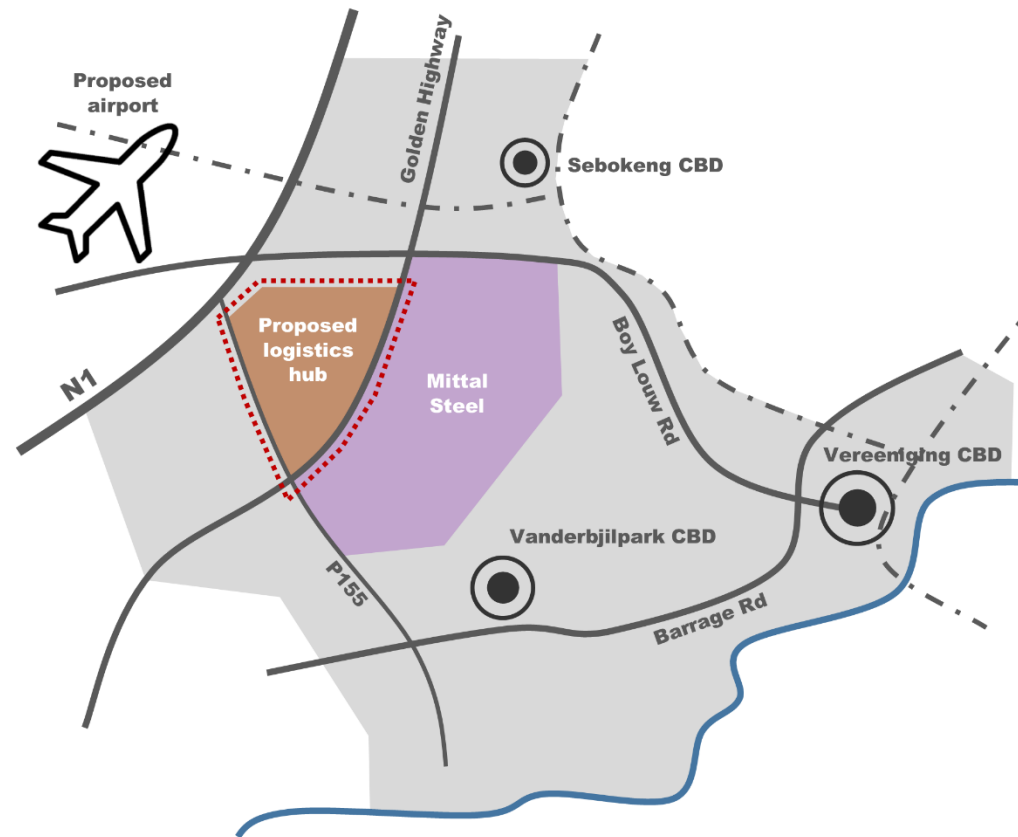 Proposed
airport
Golden Highway
Sebokeng CBD
N1
Proposed
logistics
hub
Mittal
Steel
Boy Louw Rd
Vereeniging CBD
Vanderbjilpark CBD
P155
Barrage Rd